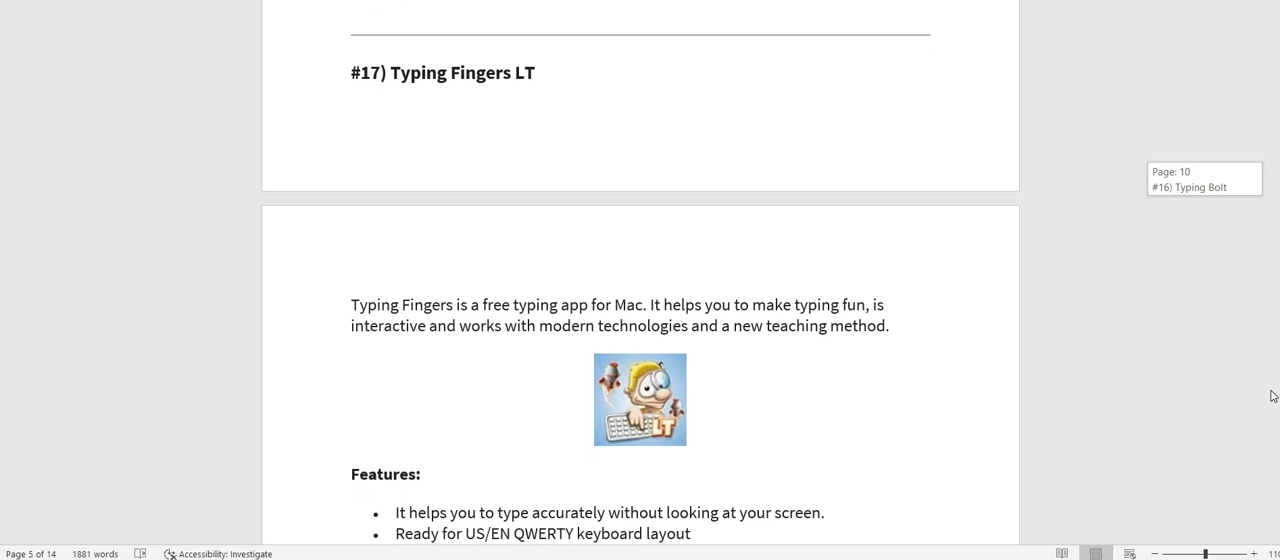 #17) Typing Fingers LT
Page: 10
#16) Typing Bolt
Typing Fingers is a free typing app for Mac. It helps you to make typing fun, is
interactive and works with modern technologies and a new teaching method.
LT
Features:
• It helps you to type accurately without looking at your screen.
• Ready for US/EN QWERTY keyboard layout
Page 5 of 14 1881 words Accessibility: Investigate